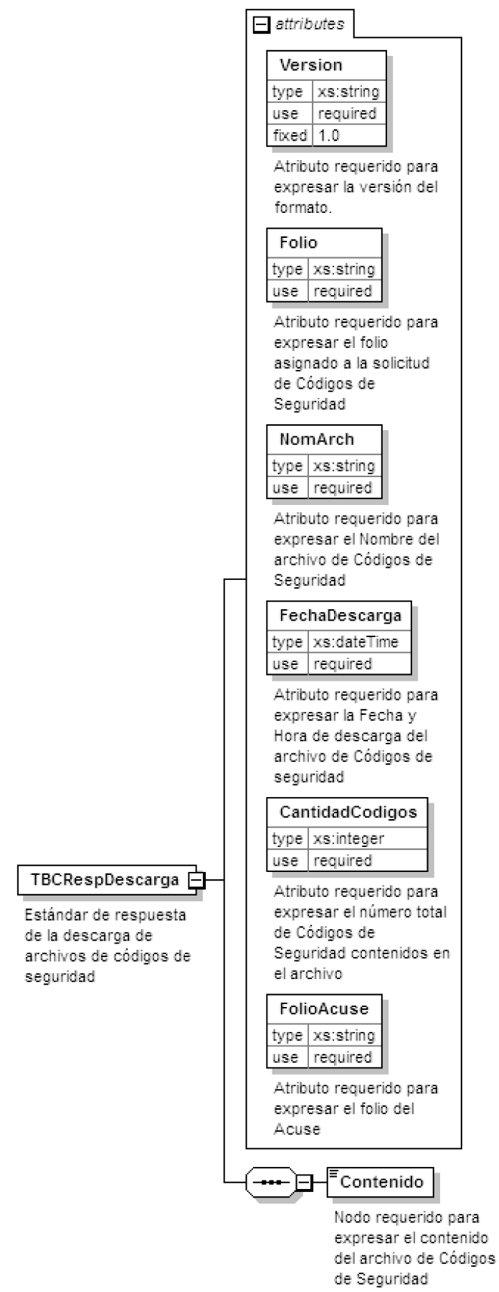 attributes
Version
type xs:string
use required
fixed 1.0
Atributo requerido para
expresar la versión del
formato.
Folio
type xs:string
use required
Atributo requerido para
expresar el folio
asignado a la solicitud
de Códigos de
Seguridad
NomArch
type xs:string
use required
Atributo requerido para
expresar el Nombre del
archivo de Códigos de
Seguridad
FechaDescarga
type xs:dateTime
use required
Atributo requerido para
expresar la Fecha y
Hora de descarga del
archivo de Códigos de
seguridad
CantidadCodigos
type xs:integer
use required
Atributo requerido para
expresar el número total
de Códigos de
Seguridad contenidos en
el archivo
FolioAcuse
type xs:string
use required
Atributo requerido para
expresar el folio del
Acuse
TBCRespDescarga
Estándar de respuesta
de la descarga de
archivos de códigos de
seguridad
Contenido
Nodo requerido para
expresar el contenido
del archivo de Códigos
de Seguridad